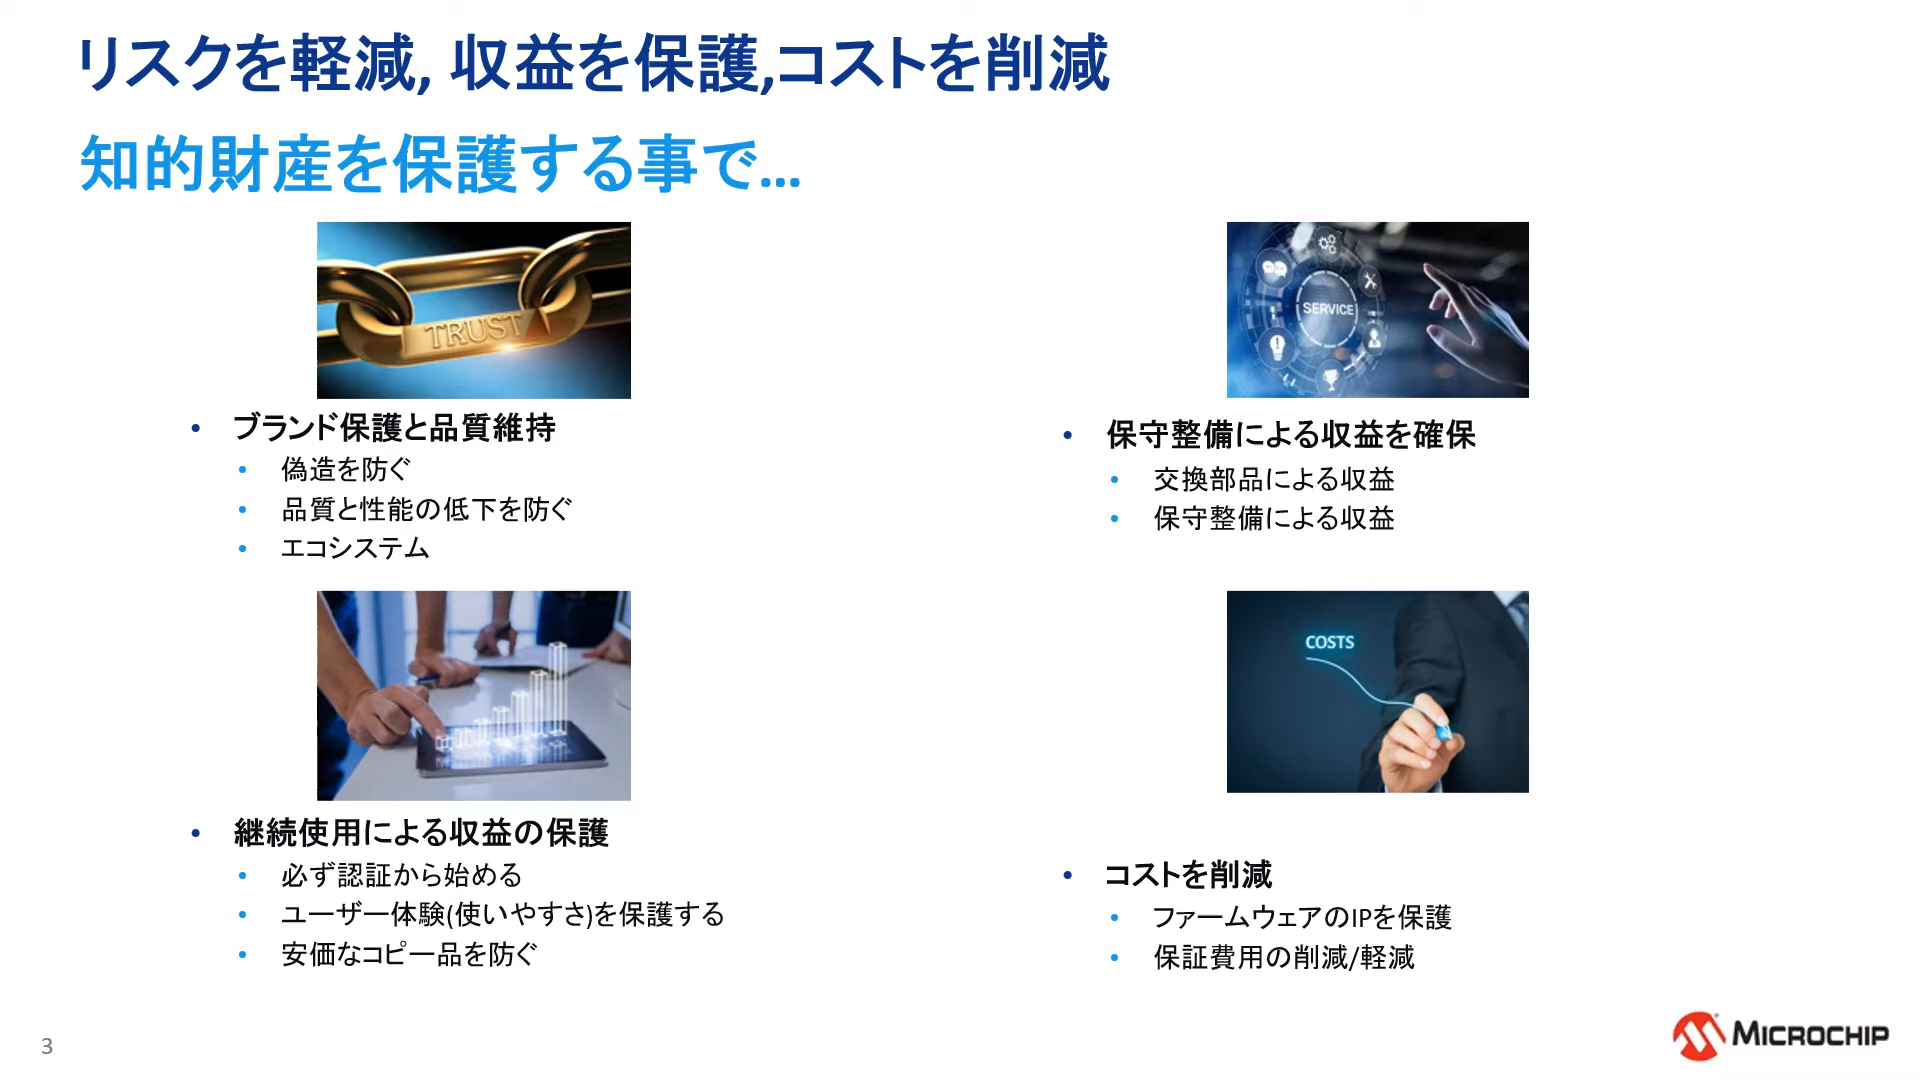 リスクを軽減, 収益を保護,コストを削減
知的財産を保護する事で...
TRUST
• ブランド保護と品質維持
• 偽造を防ぐ
• 品質と性能の低下を防ぐ
• エコシステム
SERVICE
• 保守整備による収益を確保
• 交換部品による収益
• 保守整備による収益
• 継続使用による収益の保護
• 必ず認証から始める
• ユーザー体験(使いやすさ)を保護する
• 安価なコピー品を防ぐ
COSTS
• コストを削減
• ファームウェアのIPを保護
• 保証費用の削減/軽減
3
MICROCHIP